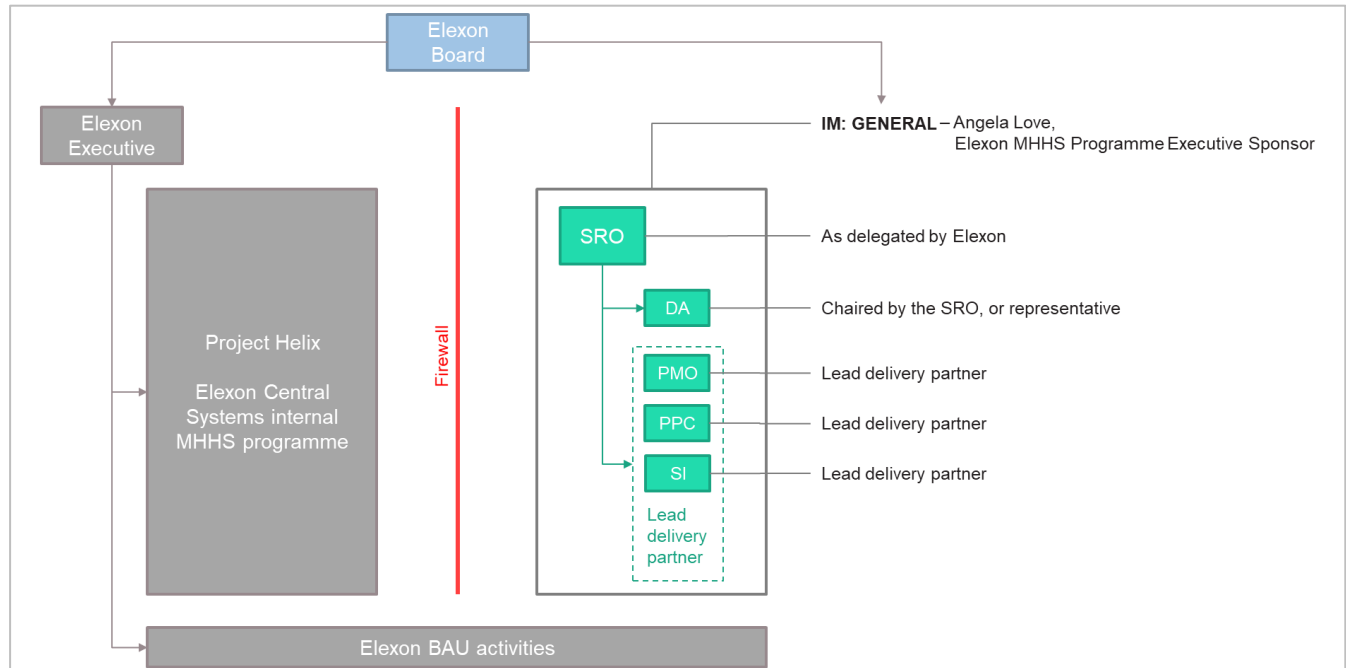 Elexon
Board
Elexon
Executive
IM: GENERAL – Angela Love,
Elexon MHHS Programme Executive Sponsor
Project Helix
Elexon Central
Systems internal
MHHS programme
Firewall
SRO
As delegated by Elexon
DA
Chaired by the SRO, or representative
PMO
Lead delivery partner
PPC
Lead delivery partner
SI
Lead delivery partner
Lead
delivery
partner
Elexon BAU activities